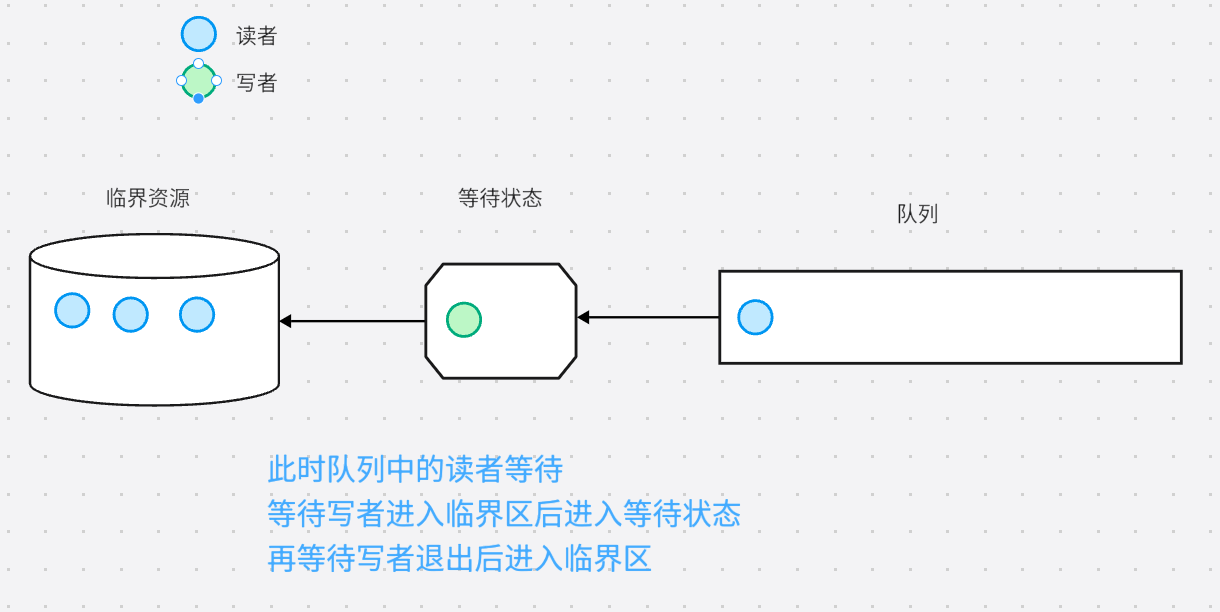 读者
写者
临界资源
等待状态
队列
此时队列中的读者等待
等待写者进入临界区后进入等待状态
再等待写者退出后进入临界区